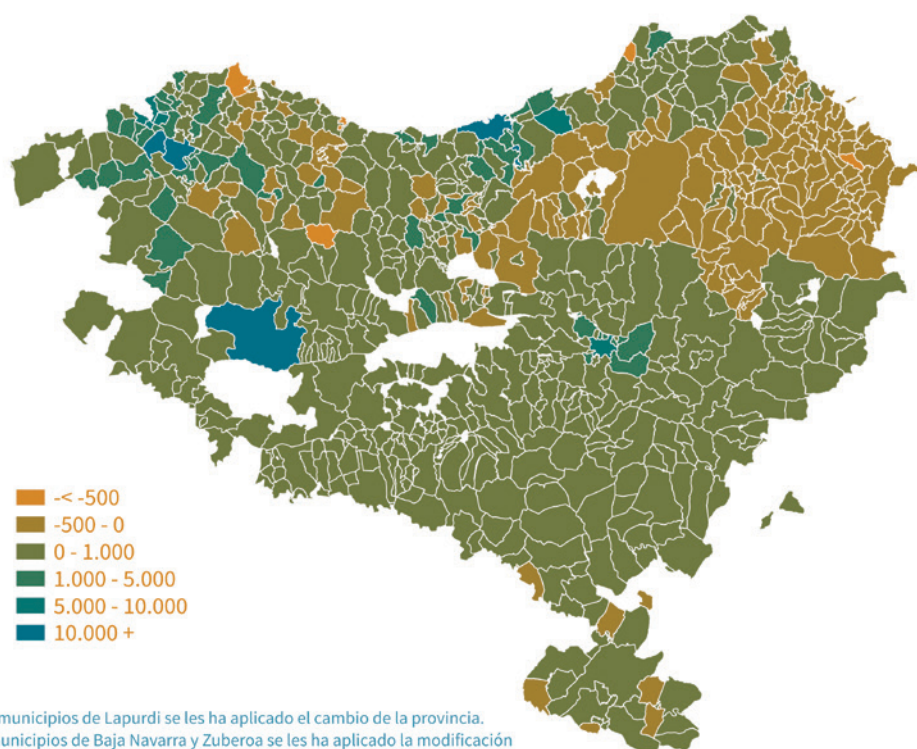 -< -500
-500 - 0
0 - 1.000
1.000 - 5.000
5.000 - 10.000
10.000 +
municipios de Lapurdi se les ha aplicado el cambio de la provincia.
unicipios de Baja Navarra y Zuberoa se les ha aplicado la modificación